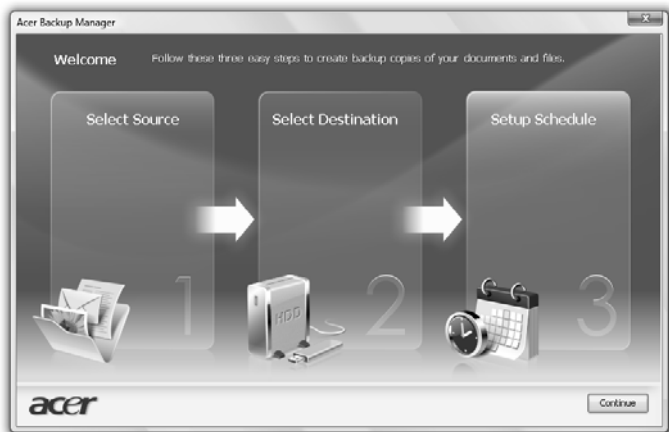 Acer Backup Manager
Welcome
Follow these three easy steps to create backup copies of your documents and files.
Select Source
Select Destination
Setup Schedule
1
HDD
2
3
acer
Continue